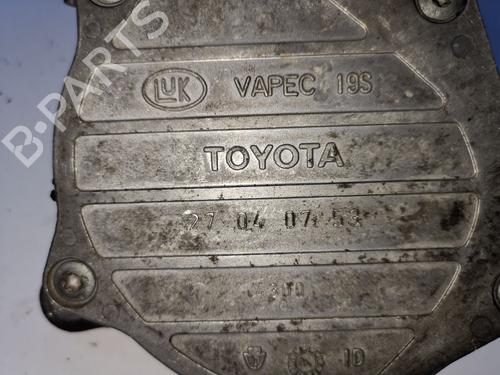 LUK VAPEC 19S
TOYOTA
27 04 07 53
B-PARTS